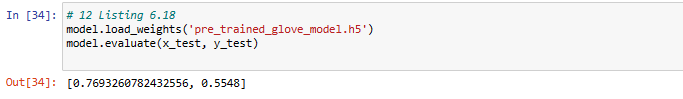 In [34]: # 12 Listing 6.18
model.load_weights('pre_trained_glove_model.h5')
model.evaluate(x_test, y_test)
Out[34]: [0.7693260782432556, 0.5548]